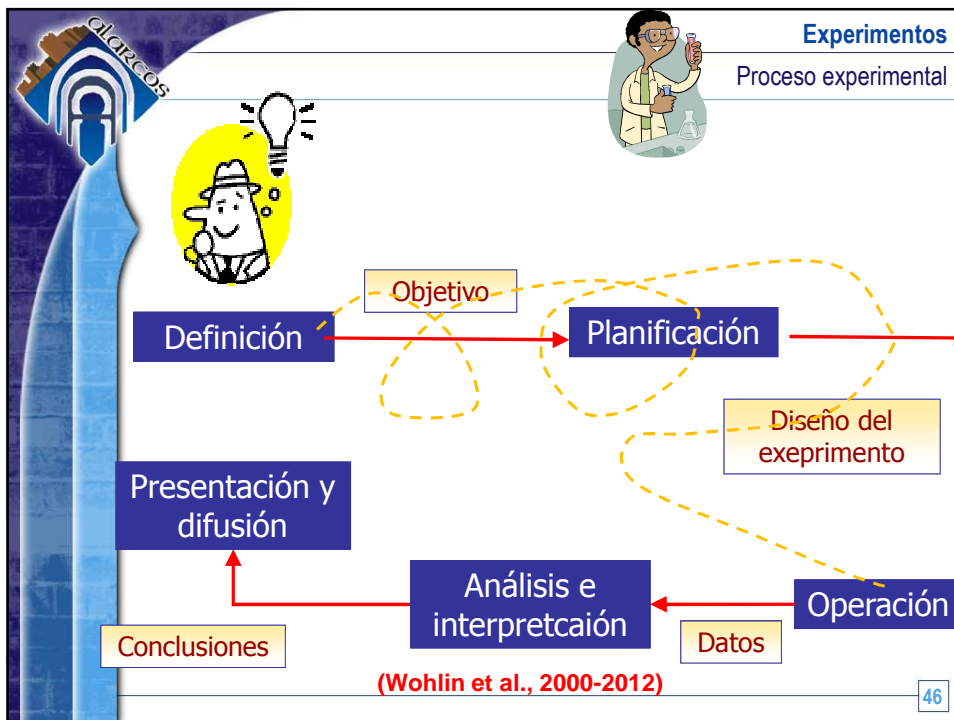 alarcos
Experimentos
Proceso experimental
Objetivo
Definición
Planificación
Diseño del
exeprimento
Presentación y
difusión
Análisis e
interpretcaión
Operación
Conclusiones
Datos
(Wohlin et al., 2000-2012)
46